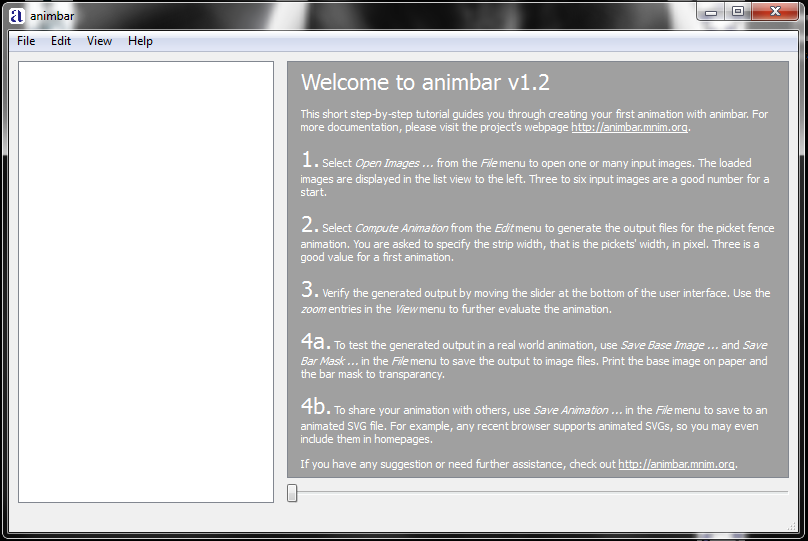 animbar
File Edit View Help
Welcome to animbar v1.2
This short step-by-step tutorial guides you through creating your first animation with animbar. For
more documentation, please visit the project's webpage http://animbar.mnim.org.
1. Select Open Images ... from the File menu to open one or many input images. The loaded
images are displayed in the list view to the left. Three to six input images are a good number for a
start.
2. Select Compute Animation from the Edit menu to generate the output files for the picket fence
animation. You are asked to specify the strip width, that is the pickets' width, in pixel. Three is a
good value for a first animation.
3. Verify the generated output by moving the slider at the bottom of the user interface. Use the
zoom entries in the View menu to further evaluate the animation.
4a. To test the generated output in a real world animation, use Save Base Image ... and Save
Bar Mask ... in the File menu to save the output to image files. Print the base image on paper and
the bar mask to transparancy.
4b. To share your animation with others, use Save Animation ... in the File menu to save to an
animated SVG file. For example, any recent browser supports animated SVGs, so you may even
include them in homepages.
If you have any suggestion or need further assistance, check out http://animbar.mnim.org.